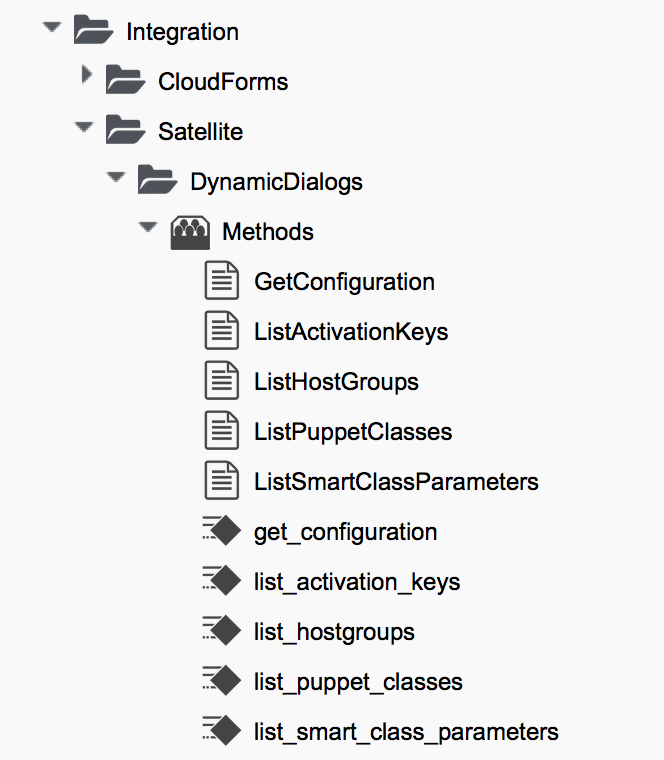 Integration
CloudForms
Satellite
DynamicDialogs
Methods
GetConfiguration
ListActivationKeys
ListHostGroups
ListPuppetClasses
ListSmartClassParameters
get_configuration
list_activation_keys
list_hostgroups
list_puppet_classes
list_smart_class_parameters